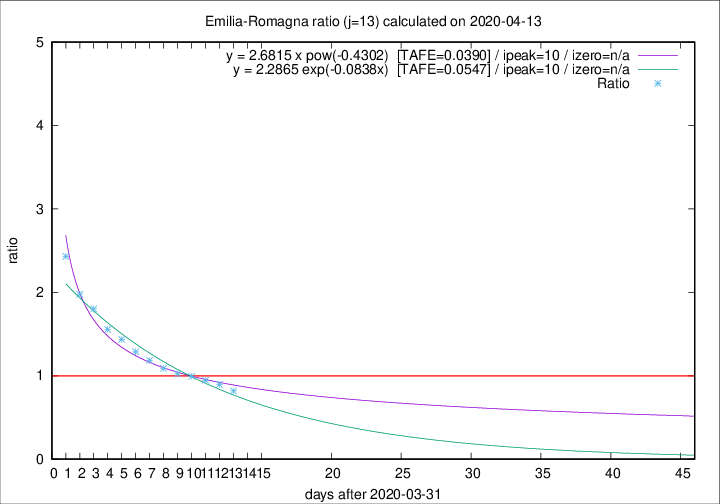 Emilia-Romagna ratio (j=13) calculated on 2020-04-13
y = 2.6815 x pow(-0.4302) [TAFE=0.0390] / ipeak=10 / izero=n/a
y = 2.2865 exp(-0.0838x) [TAFE=0.0547] / ipeak=10 / izero=n/a
Ratio
5
4
3
2
1
0
ratio
0 1 2 3 4 5 6 7 8 9 10 11 12 13 14 15 20 25 30 35 40 45
days after 2020-03-31